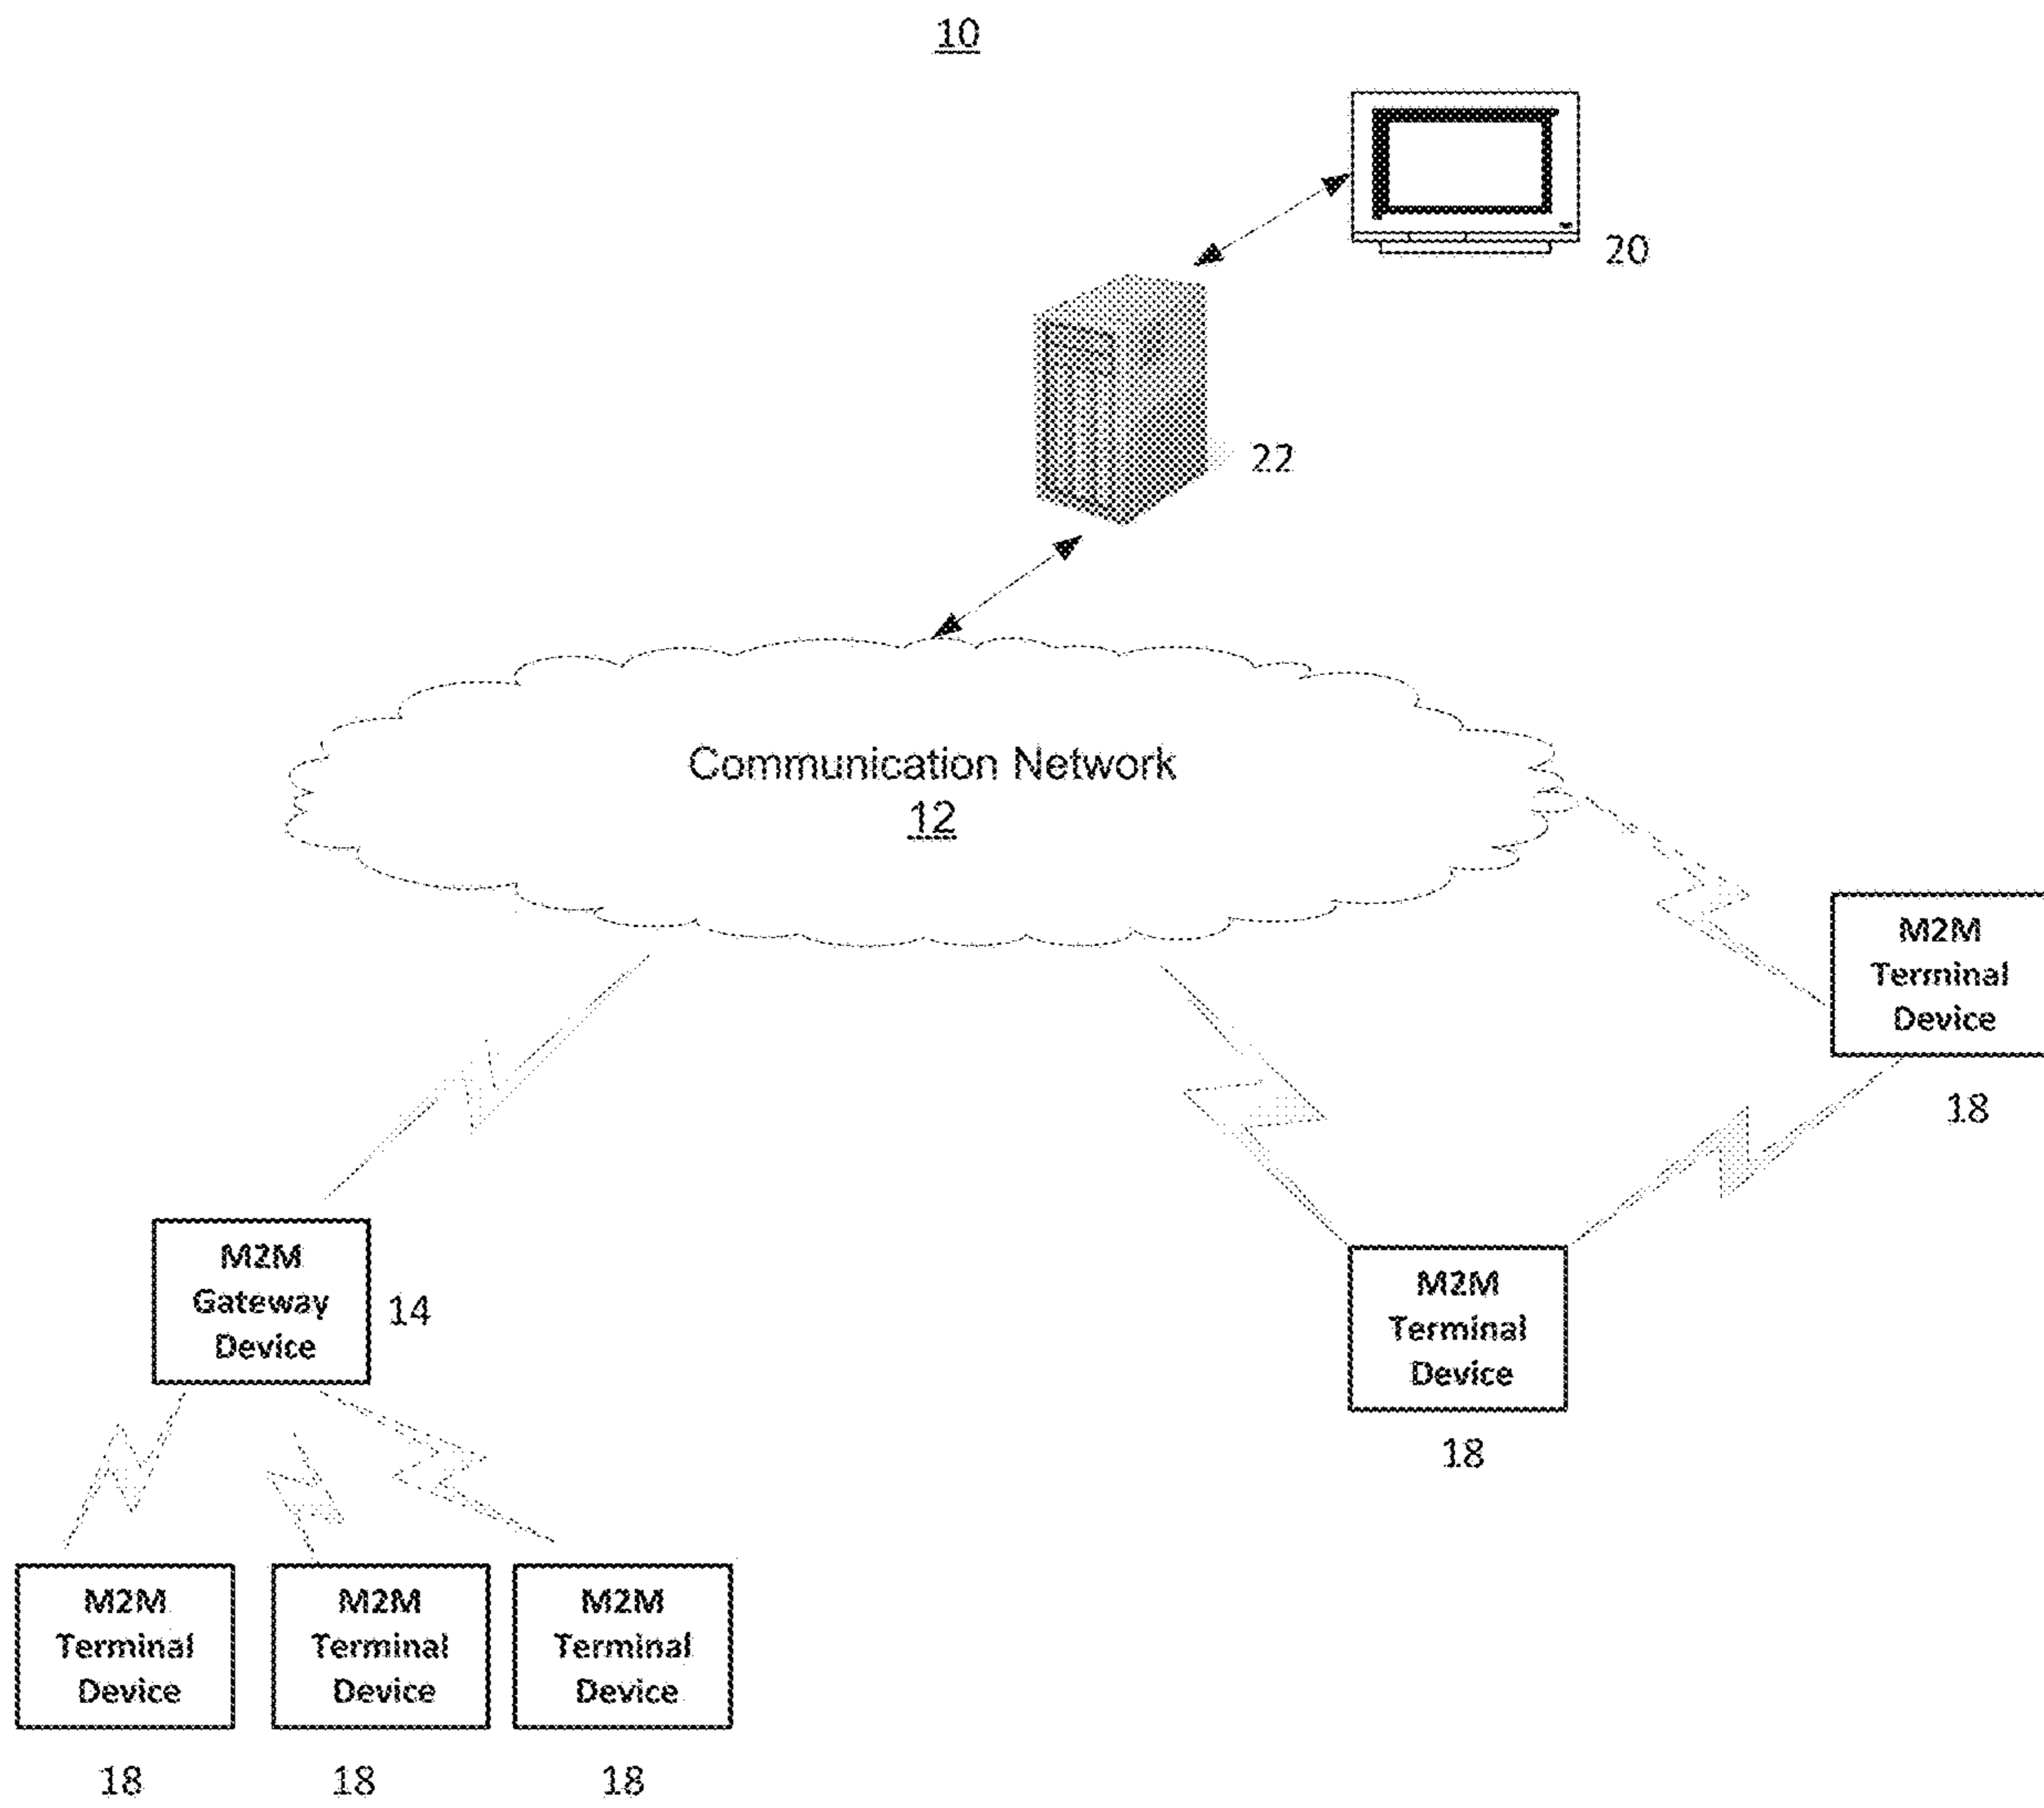 10
20
22
Communication Network
12
M2M
Terminal
Device
18
M2M
Gateway
Device
14
M2M
Terminal
Device
18
M2M
Terminal
Device
18
M2M
Terminal
Device
18
M2M
Terminal
Device
18